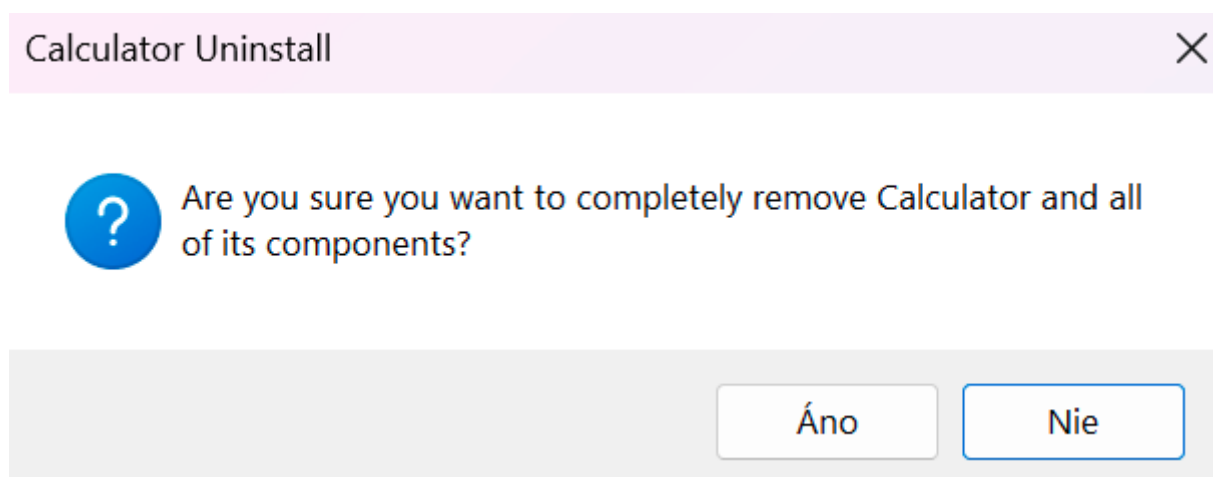 Calculator Uninstall
Are you sure you want to completely remove Calculator and all
of its components?
Áno
Nie